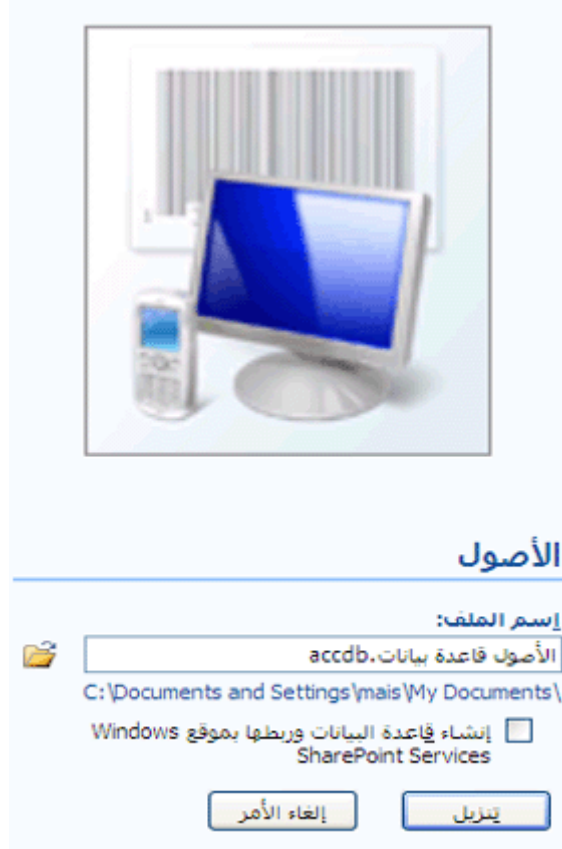 الأصول
إسم الملف:
الأصول قاعدة بيانات.accdb
C:\Documents and Settings\mais\My Documents\
إنشاء قاعدة البيانات وربطها بموقع Windows
SharePoint Services
تنزيل
إلغاء الأمر